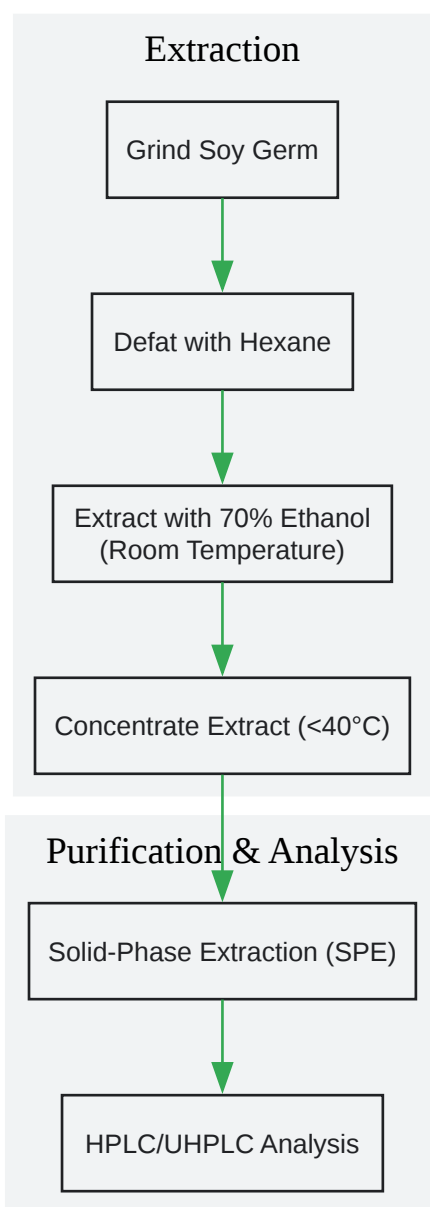 Extraction
Grind Soy Germ
Defat with Hexane
Extract with 70% Ethanol
(Room Temperature)
Concentrate Extract (<40°C)
Purification & Analysis
Solid-Phase Extraction (SPE)
HPLC/UHPLC Analysis